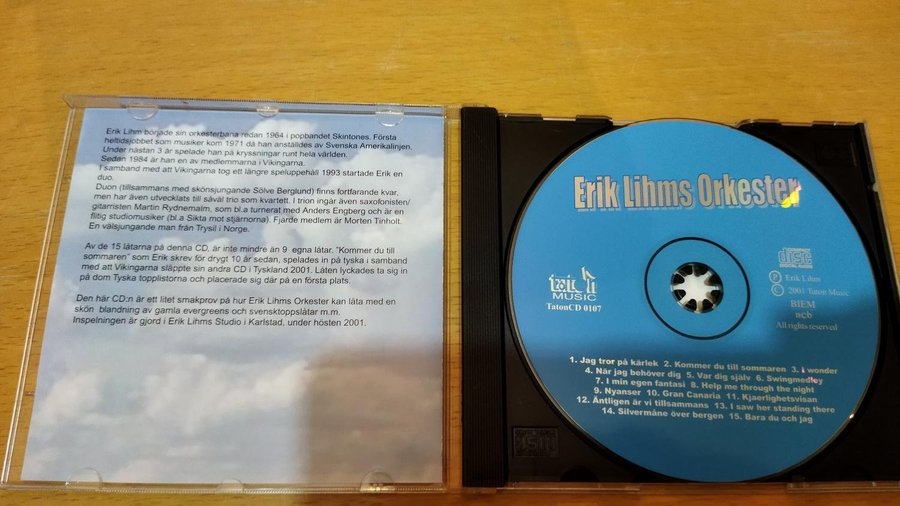 Erik Lihm började sin orkesterbana redan 1964 i popbandet Skintones. Första
heltidsjobbet som musiker kom 1971 då han anställdes av Svenska Amerikalinjen.
Under nästan 3 år spelade han på kryssningar runt hela världen.
Sedan 1984 är han en av medlemmarna i Vikingarna.
I samband med att Vikingarna tog ett längre speluppehåll 1993 startade Erik en
duo.
Duon (tillsammans med skönsjungande Sölve Berglund) finns fortfarande kvar,
men har även utvecklats till såväl trio som kvartett. I trion ingår även saxofonisten/
gitarristen Martin Rydnemalm, som bl.a turnerat med Anders Engberg och är en
flitig studiomusiker (bl.a Sikta mot stjärnorna). Fjärde medlem är Morten Tinholt.
En välsjungande man från Trysil i Norge.
Av de 15 låtarna på denna CD, är inte mindre än 9 egna låtar. "Kommer du till
sommaren" som Erik skrev för drygt 10 år sedan, spelades in på tyska i samband
med att Vikingarna släppte sin andra CD i Tyskland 2001. Låten lyckades ta sig in
på dom Tyska topplistorna och placerade sig där på en första plats.
Den här CD:n är ett litet smakprov på hur Erik Lihms Orkester kan låta med en
skön blandning av gamla evergreens och svensktoppslåtar m.m.
Inspelningen är gjord i Erik Lihms Studio i Karlstad, under hösten 2001.
Erik Lihms Orkester
COMPACT
disc
DIGITAL AUDIO
MUSIC
TatonCD 0107
P Erik Lihm
C 2001 Taton Music
BIEM
ncb
All rights reserved
1. Jag tror på kärlek 2. Kommer du till sommaren 3. I wonder
4. När jag behöver dig 5. Var dig själv 6. Swingmedley
7. I min egen fantasi 8. Help me through the night
9. Nyanser 10. Gran Canaria 11. Kjaerlighetsvisan
12. Äntligen är vi tillsammans 13. I saw her standing there
14. Silvermåne över bergen 15. Bara du och jag